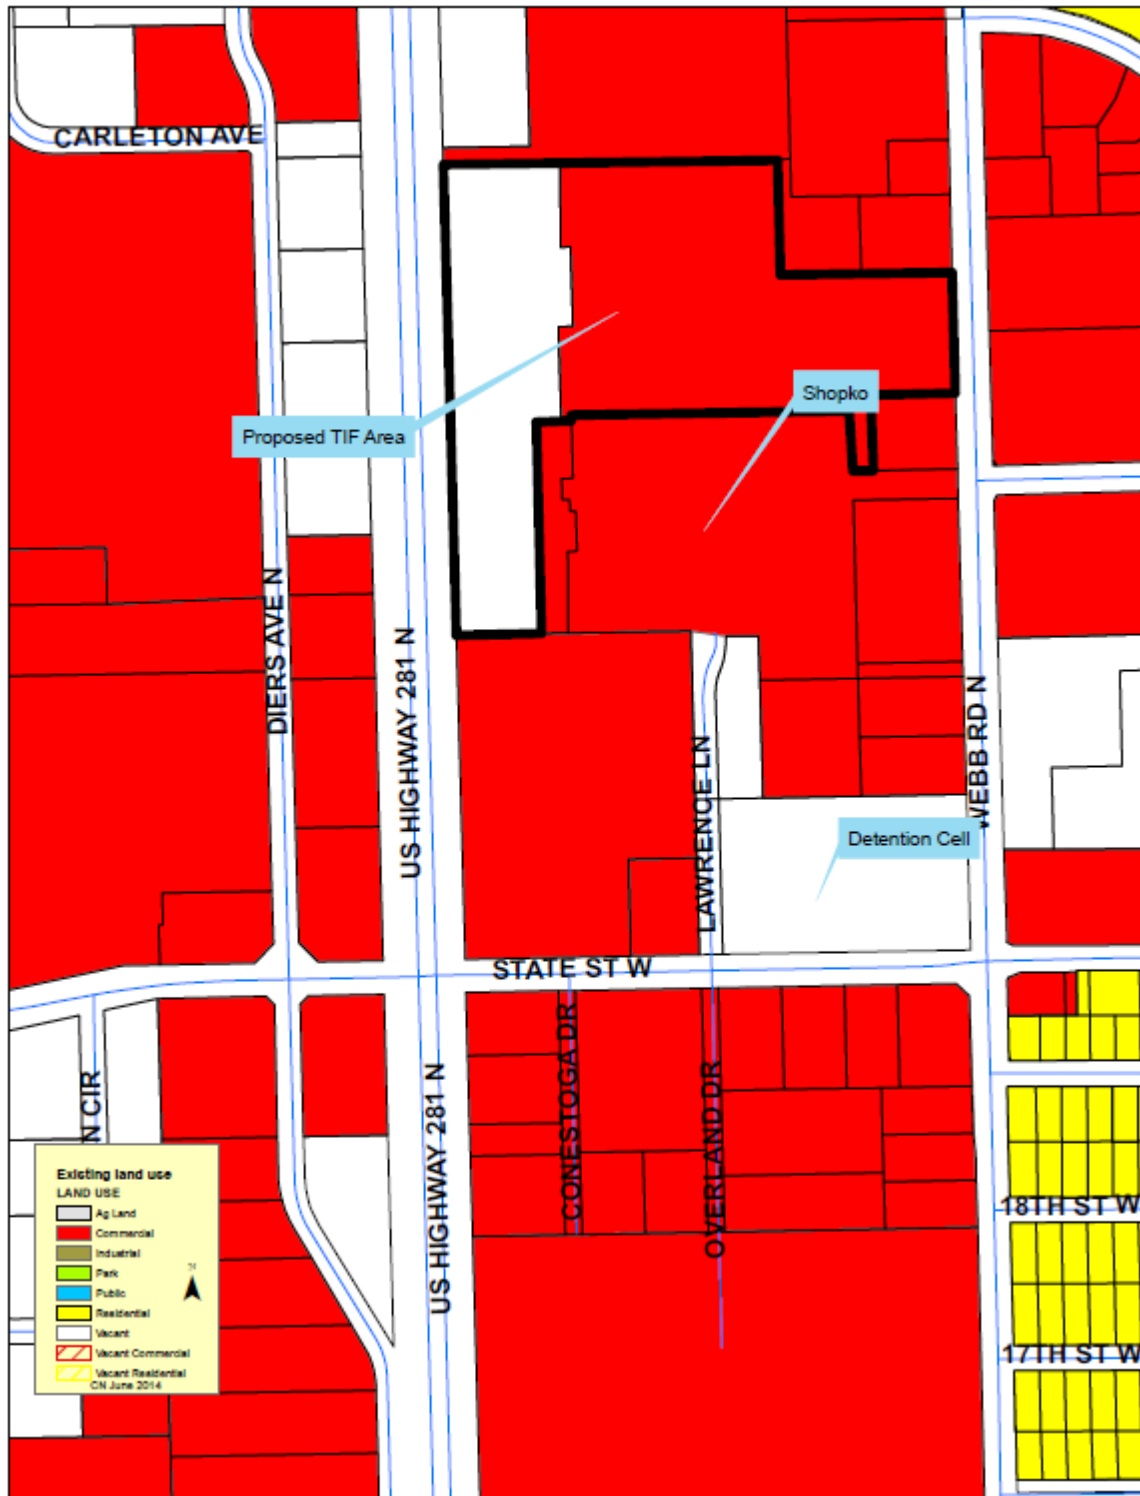 CARLETON AVE
Shopko
Proposed TIF Area
DIERS AVE N
US HIGHWAY 281 N
WEBB RD N
LAWRENCE LN
Detention Cell
STATE ST W
CONESTOGA DR
OVERLAND DR
US HIGHWAY 281 N
N CIR
18TH ST W
17TH ST W
Existing land use
LAND USE
Ag Land
Commercial
Industrial
Park
Public
N
Residential
Vacant
Vacant Commercial
Vacant Residential
CN June 2014